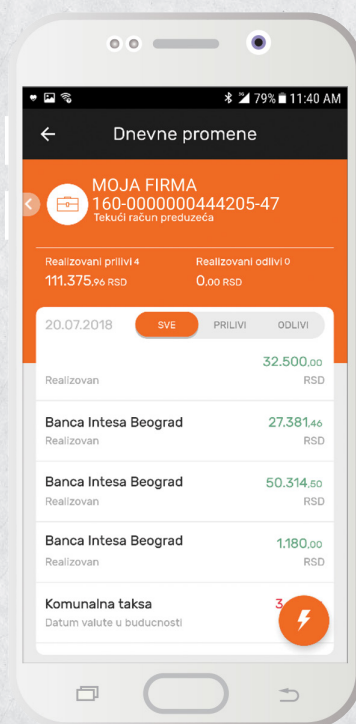 79% 11:40 AM
Dnevne promene
MOJA FIRMA
160-0000000444205-47
Tekući račun preduzeća
Realizovani prilivi 4 Realizovani odlivi 0
111.375,96 RSD 0,00 RSD
20.07.2018 SVE PRILIVI ODLIVI
32.500,00
Realizovan RSD
Banca Intesa Beograd 27.381,46
Realizovan RSD
Banca Intesa Beograd 50.314,50
Realizovan RSD
Banca Intesa Beograd 1.180,00
Realizovan RSD
Komunalna taksa
Datum valute u buducnosti